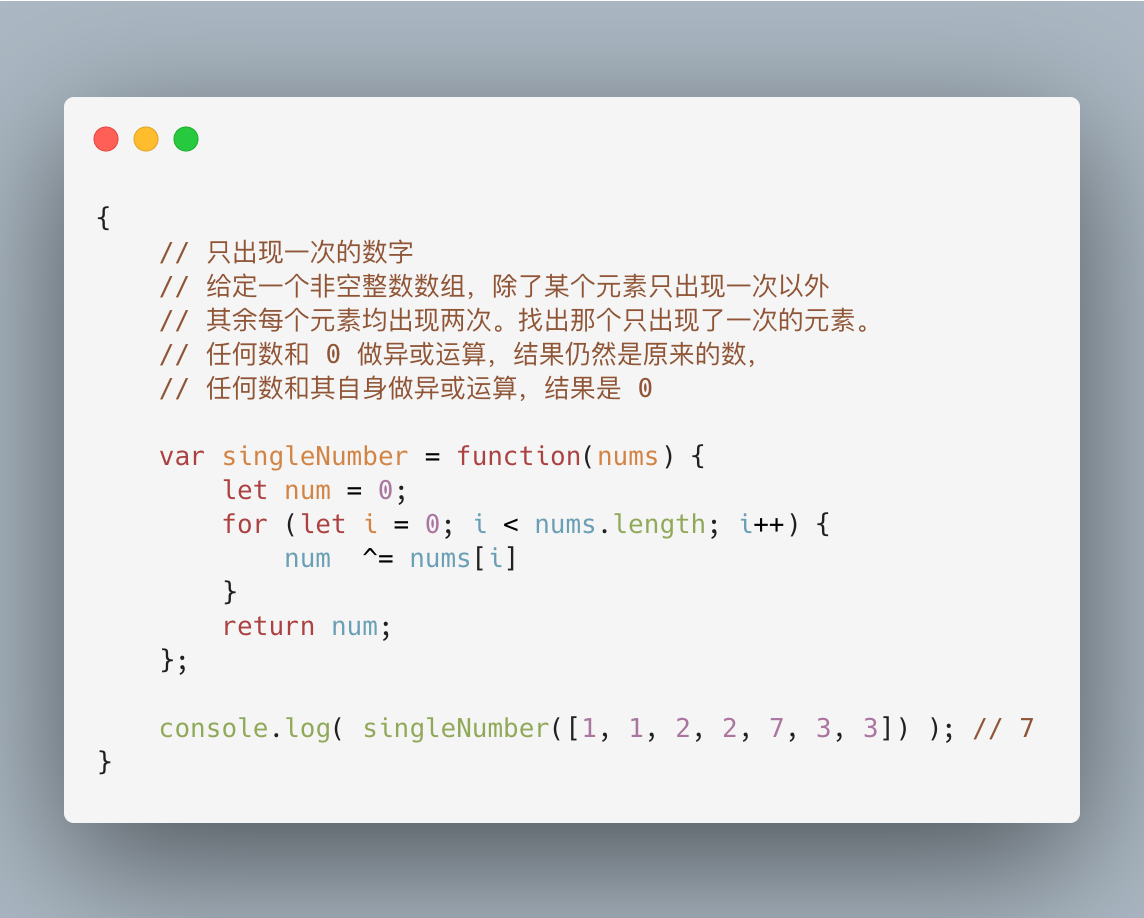 {
    // 只出现一次的数字
    // 给定一个非空整数数组，除了某个元素只出现一次以外
    // 其余每个元素均出现两次。找出那个只出现了一次的元素。
    // 任何数和 0 做异或运算，结果仍然是原来的数，
    // 任何数和其自身做异或运算，结果是 0

    var singleNumber = function(nums) {
        let num = 0;
        for (let i = 0; i < nums.length; i++) {
            num  ^= nums[i]
        }
        return num;
    };

    console.log( singleNumber([1, 1, 2, 2, 7, 3, 3]) ); // 7
}